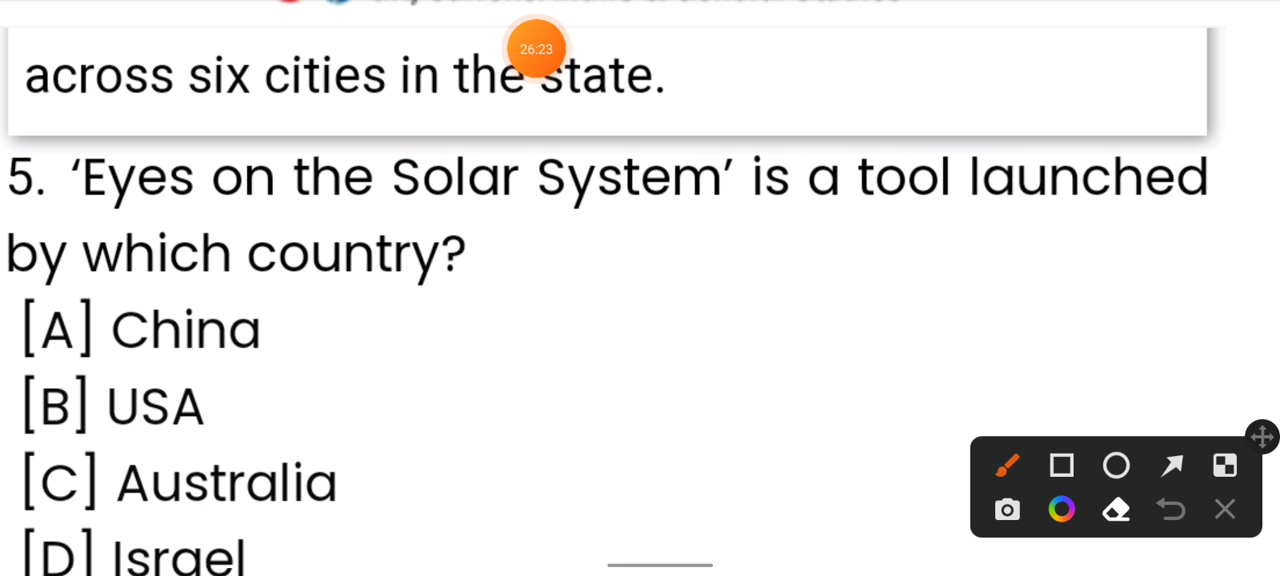 across six cities in the state.
26:23
5. ‘Eyes on the Solar System’ is a tool launched
by which country?
[A] China
[B] USA
[C] Australia
[D] Israel